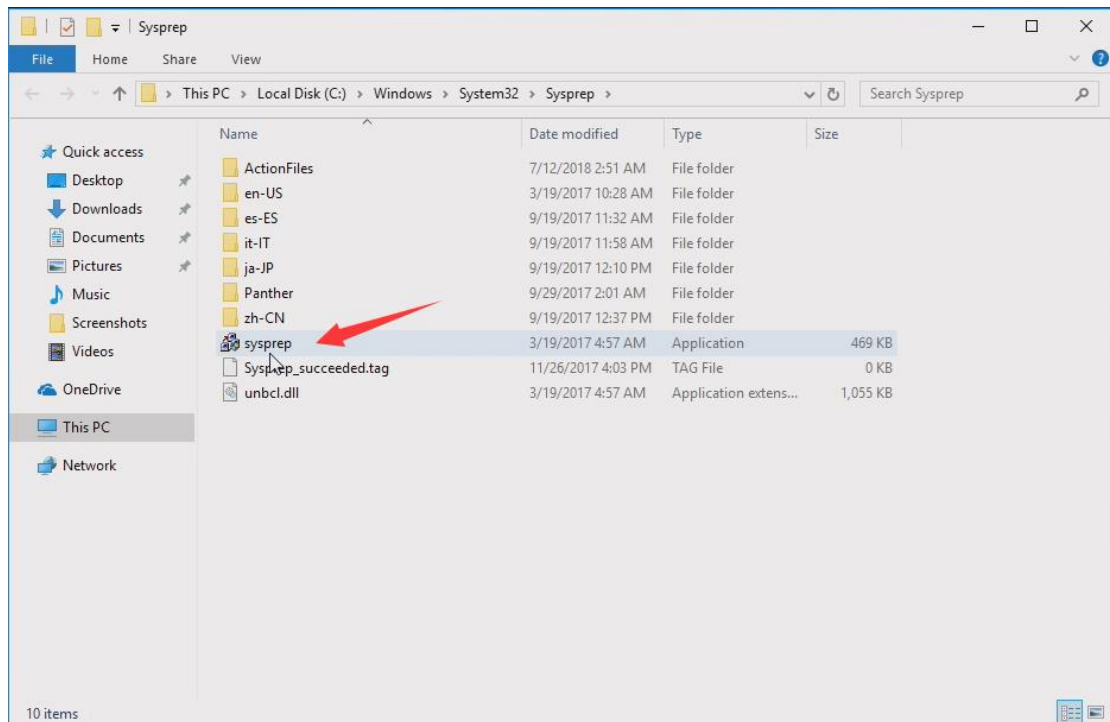 Sysprep
File Home Share View
This PC > Local Disk (C:) > Windows > System32 > Sysprep > Search Sysprep
Name Date modified Type Size
Quick access
Desktop
Downloads
Documents
Pictures
Music
Screenshots
Videos
OneDrive
This PC
Network
ActionFiles 7/12/2018 2:51 AM File folder
en-US 3/19/2017 10:28 AM File folder
es-ES 9/19/2017 11:32 AM File folder
it-IT 9/19/2017 11:58 AM File folder
ja-JP 9/19/2017 12:10 PM File folder
Panther 9/29/2017 2:01 AM File folder
zh-CN 9/19/2017 12:37 PM File folder
sysprep 3/19/2017 4:57 AM Application 469 KB
Sysprep_succeeded.tag 11/26/2017 4:03 PM TAG File 0 KB
unbcl.dll 3/19/2017 4:57 AM Application extens... 1,055 KB
10 items